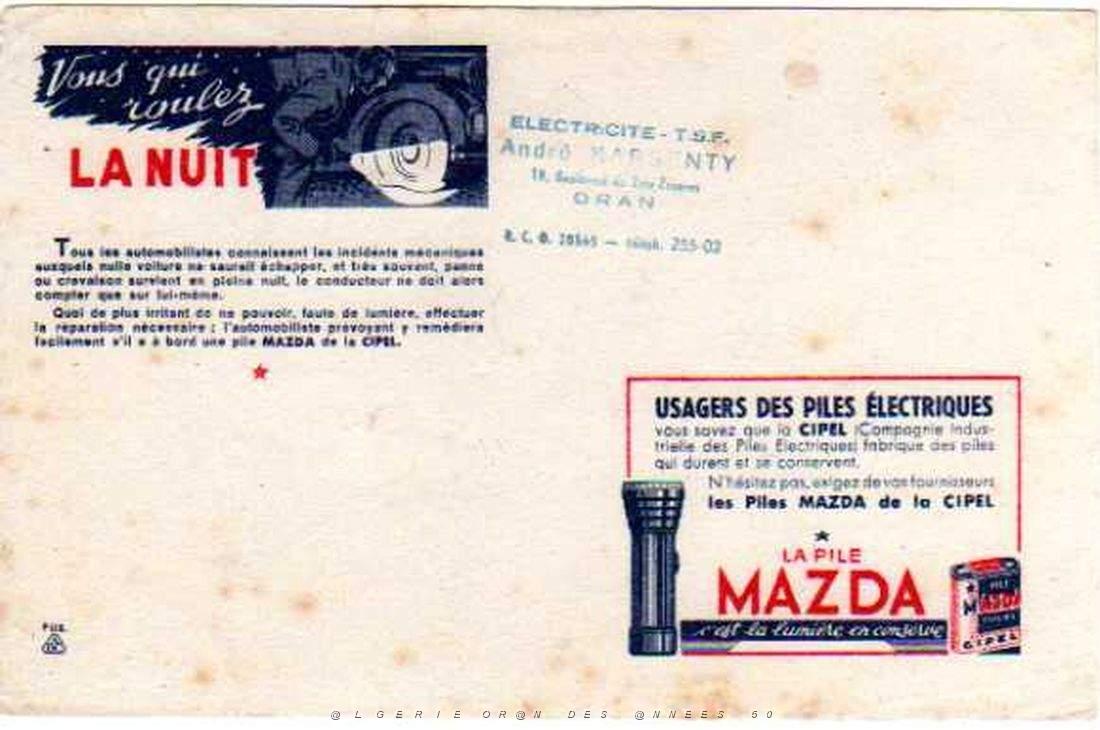 Vous qui
roulez
LA NUIT
Tous les automobilistes connaissent les incidents mécaniques
auxquels nulle voiture ne saurait échapper, et très souvent, panne
ou crevaison survient en pleine nuit, le conducteur ne doit alors
compter que sur lui-même.
Quoi de plus irritant de ne pouvoir, faute de lumière, effectuer
la réparation nécessaire : l'automobiliste prévoyant y remédiera
facilement s'il a à bord une pile MAZDA de la CIPEL.
ELECTRICITE - T.S.F.
André
ORAN
R. C. O. — téléph. 255-02
USAGERS DES PILES ÉLECTRIQUES
vous savez que la CIPEL (Compagnie Indus-
trielle des Piles Electriques) fabrique des piles
qui durent et se conservent.
N'hésitez pas, exigez de vos fournisseurs
les Piles MAZDA de la CIPEL
LA PILE
MAZDA
c'est la lumière en conserve
PILE
MAZDA
CIPEL
Pub.
@LGERIE OR@N DES @NNEES 50